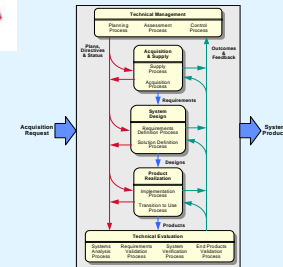 Technical Management
Planning Process
Assessment Process
Control Process
Plans,
Directives
& Status
Outcomes
&
Feedback
Acquisition
& Supply
Supply
Process
Acquisition
Process
Requirements
Acquisition
Request
System
Design
Requirements
Definition Process
Solution Definition
Process
System
Product
Designs
Product
Realization
Implementation
Process
Transition to Use
Process
Products
Technical Evaluation
Systems Analysis Process
Requirements Validation Process
System Verification Process
End Products Validation Process